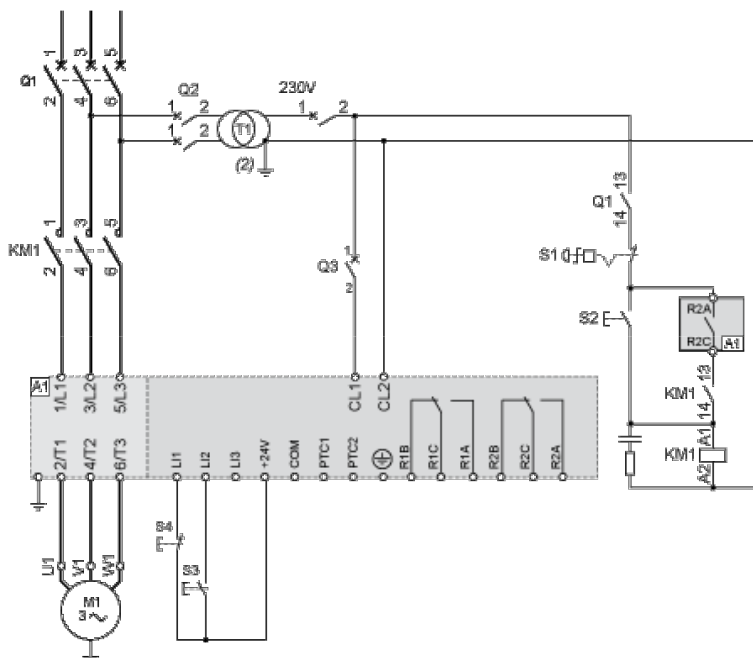 1 3 5
Q1
2 4 6
Q2
1 2
1 2
T1
(2)
230V
1 2
13
Q1
14
1 3 5
KM1
2 4 6
1
Q3
2
S1
S2
R2A
R2C
A1
13
KM1
14
A1
KM1
A2
A1
1/L1 3/L2 5/L3
CL1 CL2
2/T1 4/T2 6/T3
LI1 LI2 LI3 +24V COM PTC1 PTC2
R1B R1C R1A R2B R2C R2A
V1 W1
M1
3